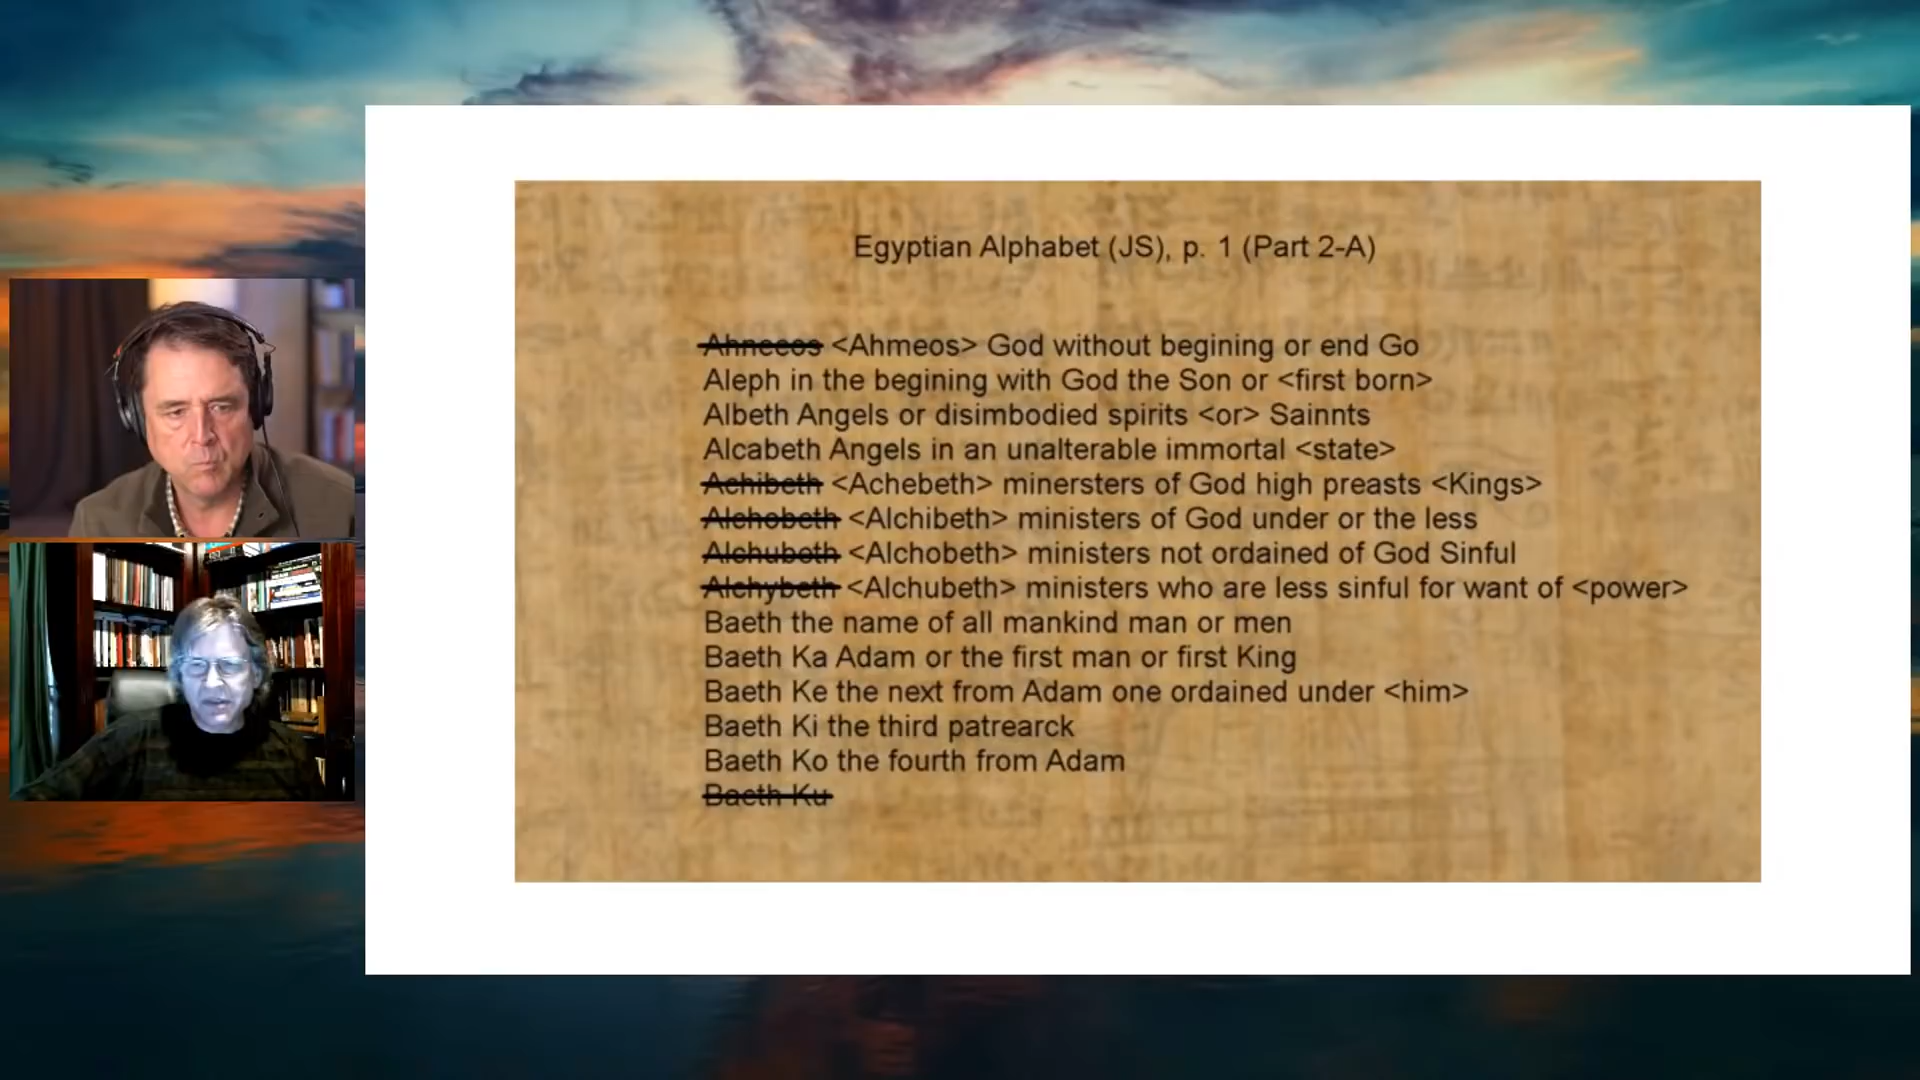 Egyptian Alphabet (JS), p. 1 (Part 2-A)
Ahneeos <Ahmeos> God without begining or end Go
Aleph in the begining with God the Son or <first born>
Albeth Angels or disimbodied spirits <or> Sainnts
Alcabeth Angels in an unalterable immortal <state>
Achibeth <Achebeth> minersters of God high preasts <Kings>
Alchobeth <Alchibeth> ministers of God under or the less
Alchubeth <Alchobeth> ministers not ordained of God Sinful
Alchybeth <Alchubeth> ministers who are less sinful for want of <power>
Baeth the name of all mankind man or men
Baeth Ka Adam or the first man or first King
Baeth Ke the next from Adam one ordained under <him>
Baeth Ki the third patrearck
Baeth Ko the fourth from Adam
Baeth Ku